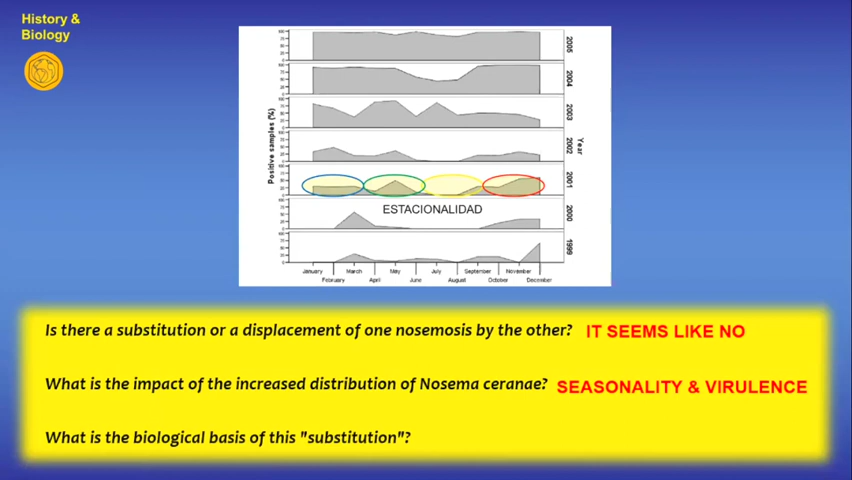 History &
Biology
Positive samples (%)
2005
2004
2003
2002
2001
2000
1999
Year
ESTACIONALIDAD
January March May July September November
February April June August October December
Is there a substitution or a displacement of one nosemosis by the other? IT SEEMS LIKE NO
What is the impact of the increased distribution of Nosema ceranae? SEASONALITY & VIRULENCE
What is the biological basis of this "substitution"?